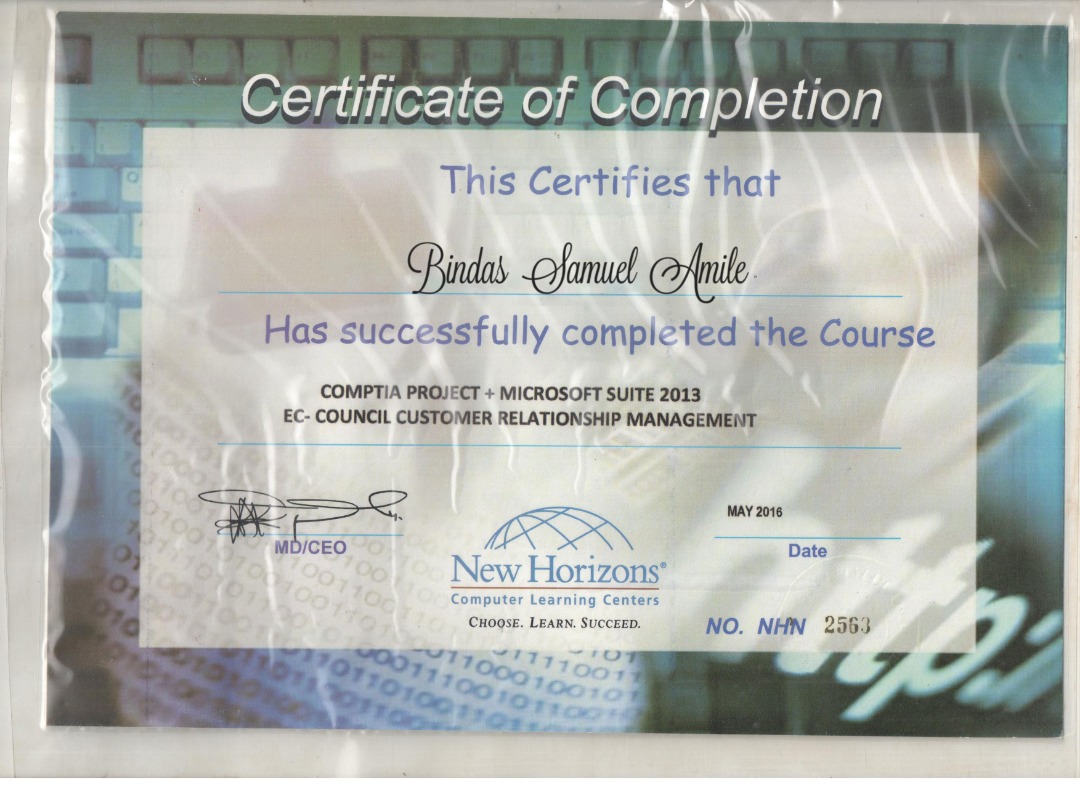 Certificate of Completion
This Certifies that
Bindas Samuel Amile
Has successfully completed the Course
COMPTIA PROJECT + MICROSOFT SUITE 2013
EC- COUNCIL CUSTOMER RELATIONSHIP MANAGEMENT
MD/CEO
New Horizons®
Computer Learning Centers
CHOOSE. LEARN. SUCCEED.
MAY 2016
Date
NO. NHN 2563
http:/